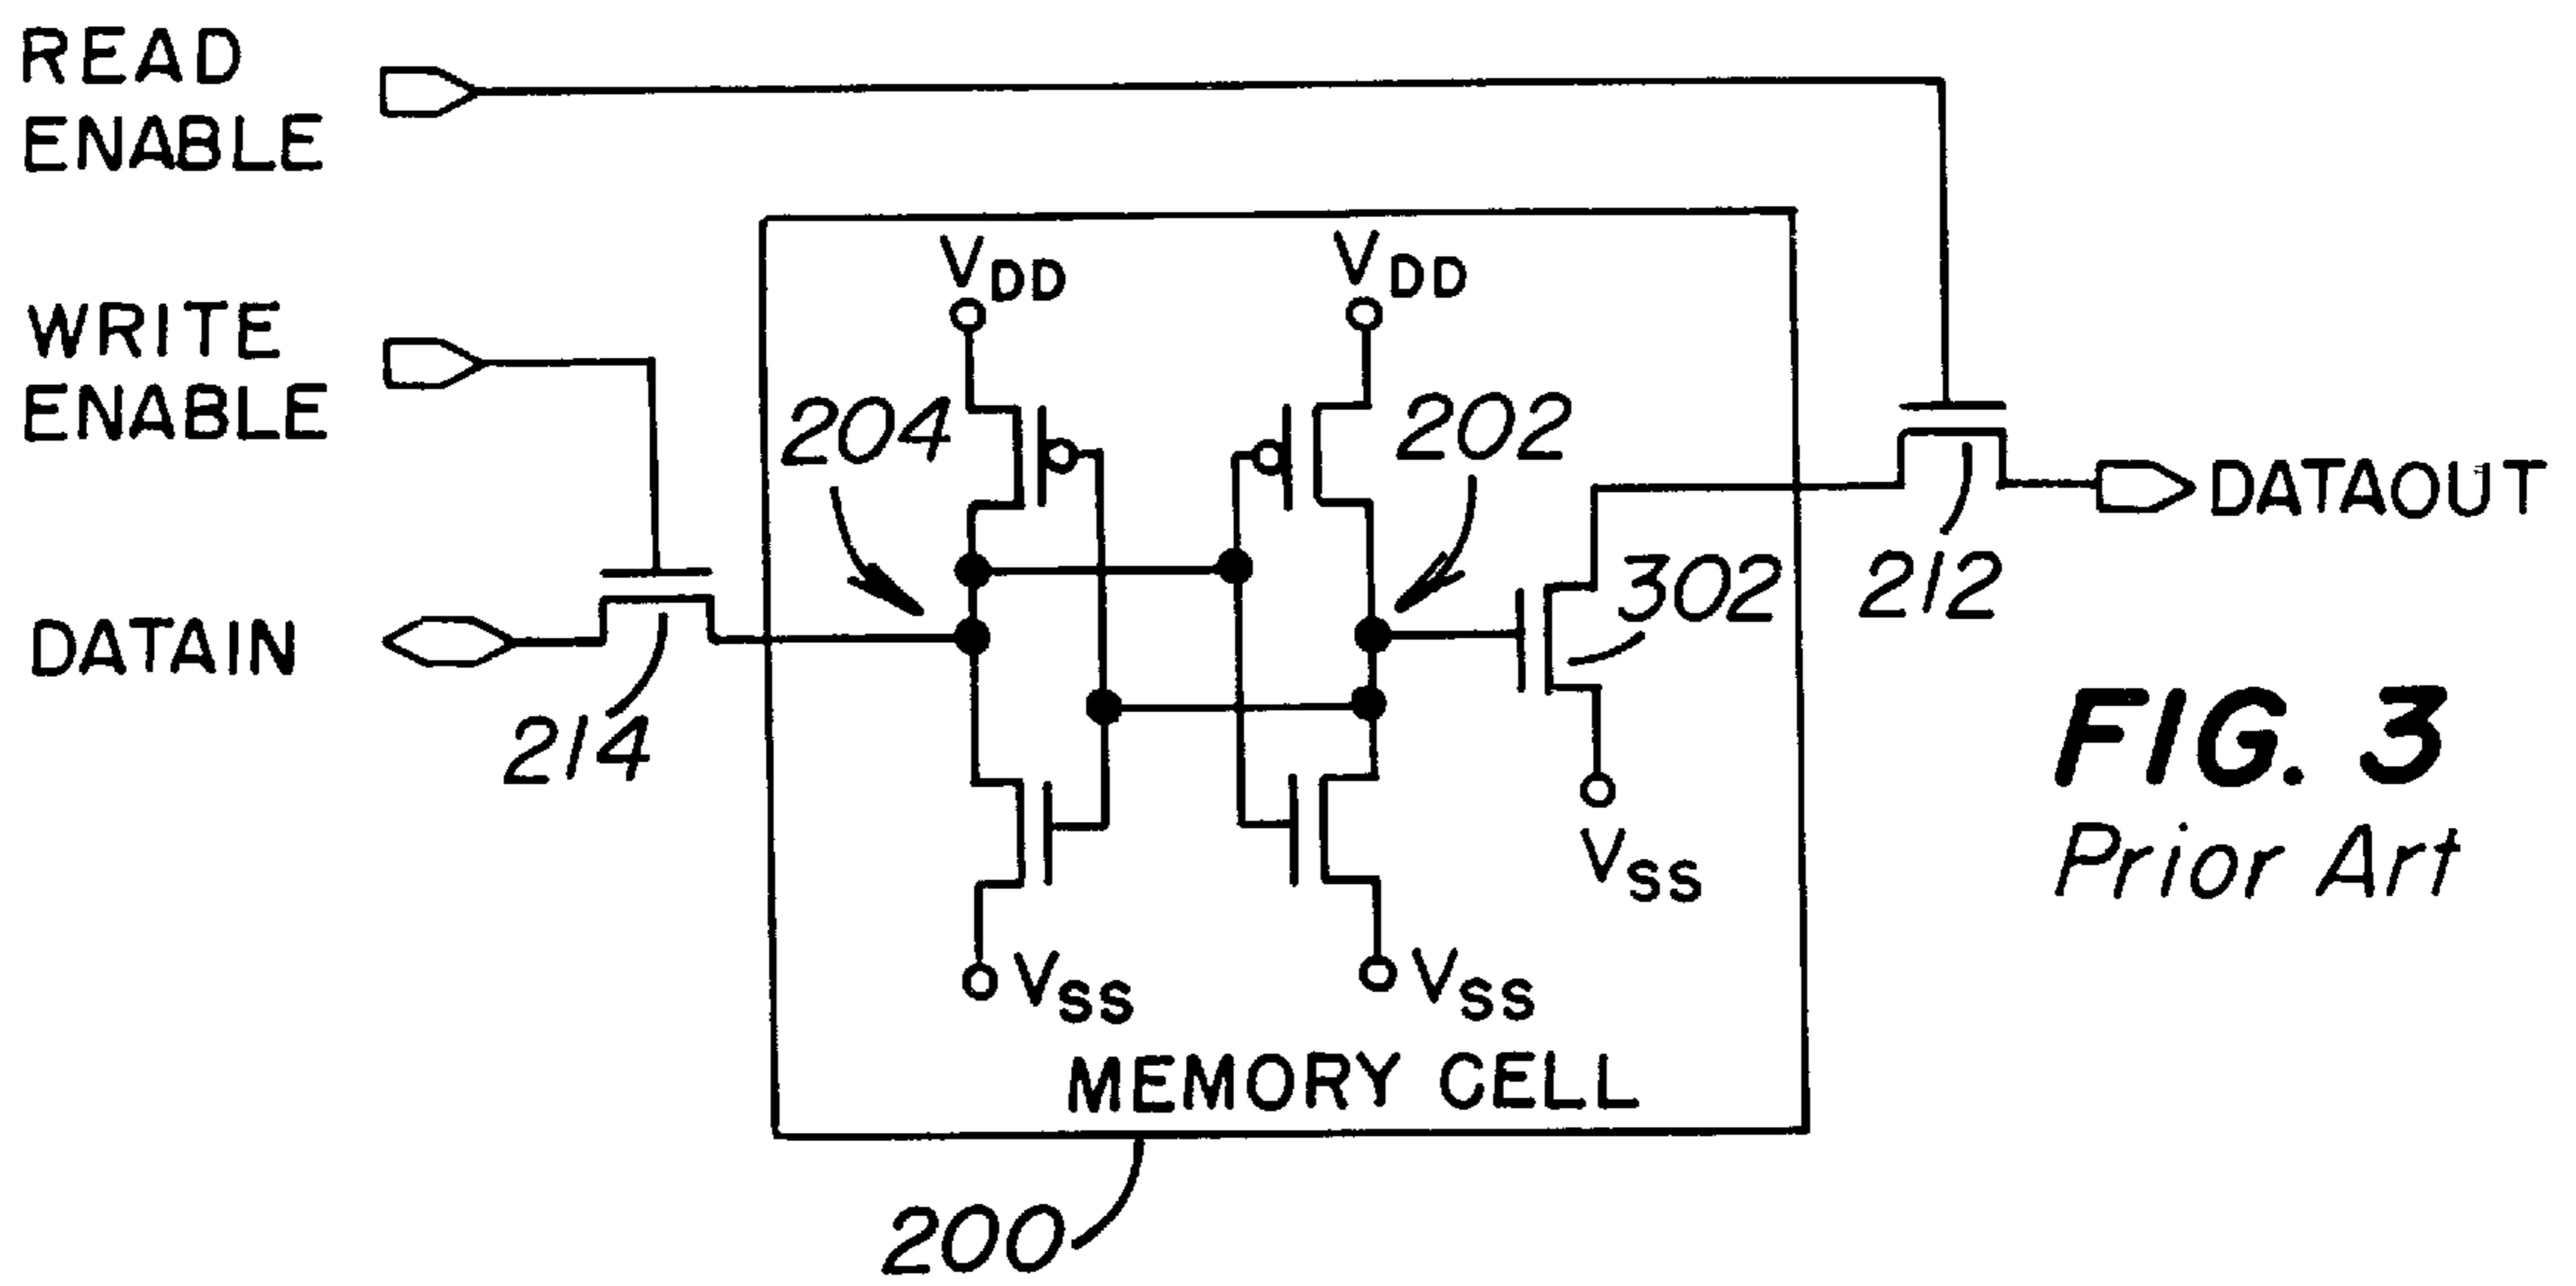 READ
ENABLE
WRITE
ENABLE
DATAIN
214
204
VDD
VDD
202
302
212
DATAOUT
VSS
VSS
VSS
MEMORY CELL
200
FIG. 3
Prior Art